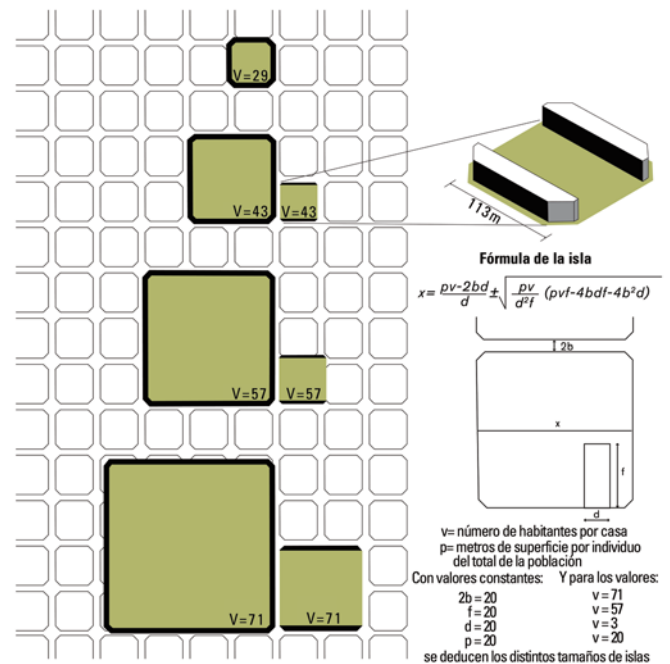 V=29
V=43
V=43
V=57
V=57
V=71
V=71
113m
Fórmula de la isla
x= pv-2bd/d ± √ pv/d²f (pvf-4bdf-4b²d)
2b
x
f
d
v= número de habitantes por casa
p= metros de superficie por individuo
del total de la población
Con valores constantes:
2b = 20
f = 20
d = 20
p = 20
Y para los valores:
v = 71
v = 57
v = 3
v = 20
se deducen los distintos tamaños de islas